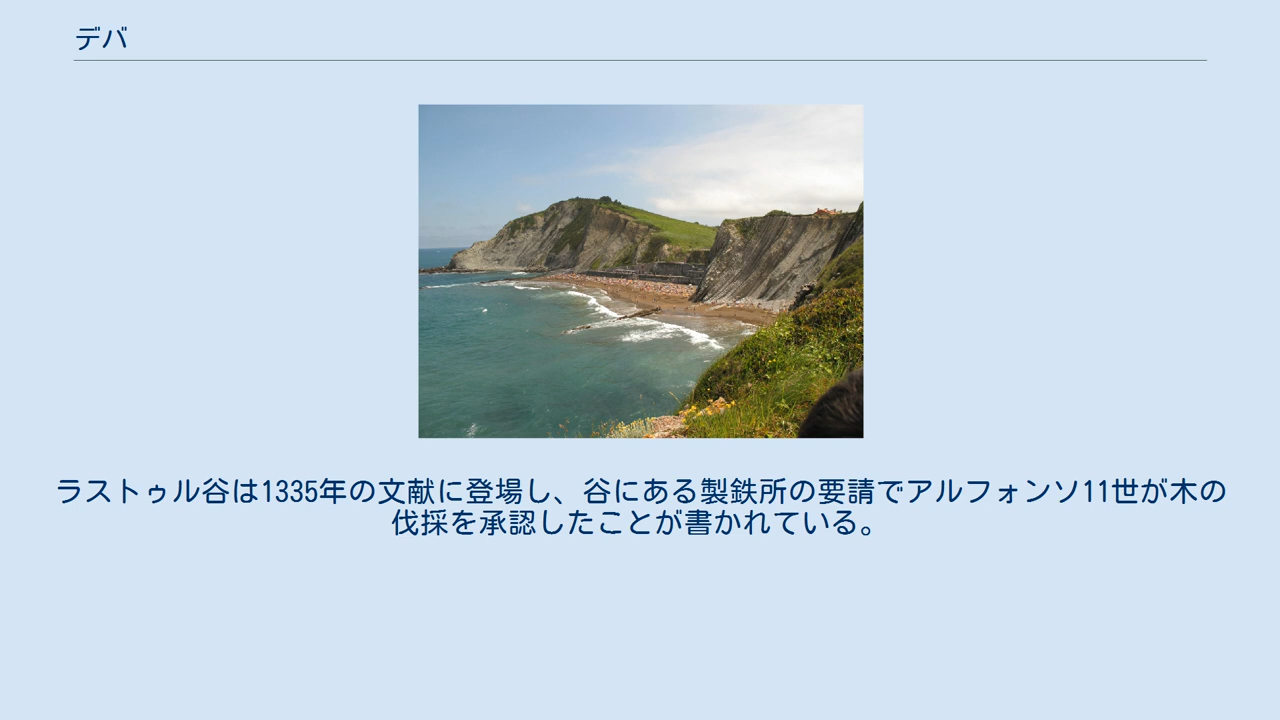 デバ
ラストゥル谷は1335年の文献に登場し、谷にある製鉄所の要請でアルフォンソ11世が木の
伐採を承認したことが書かれている。